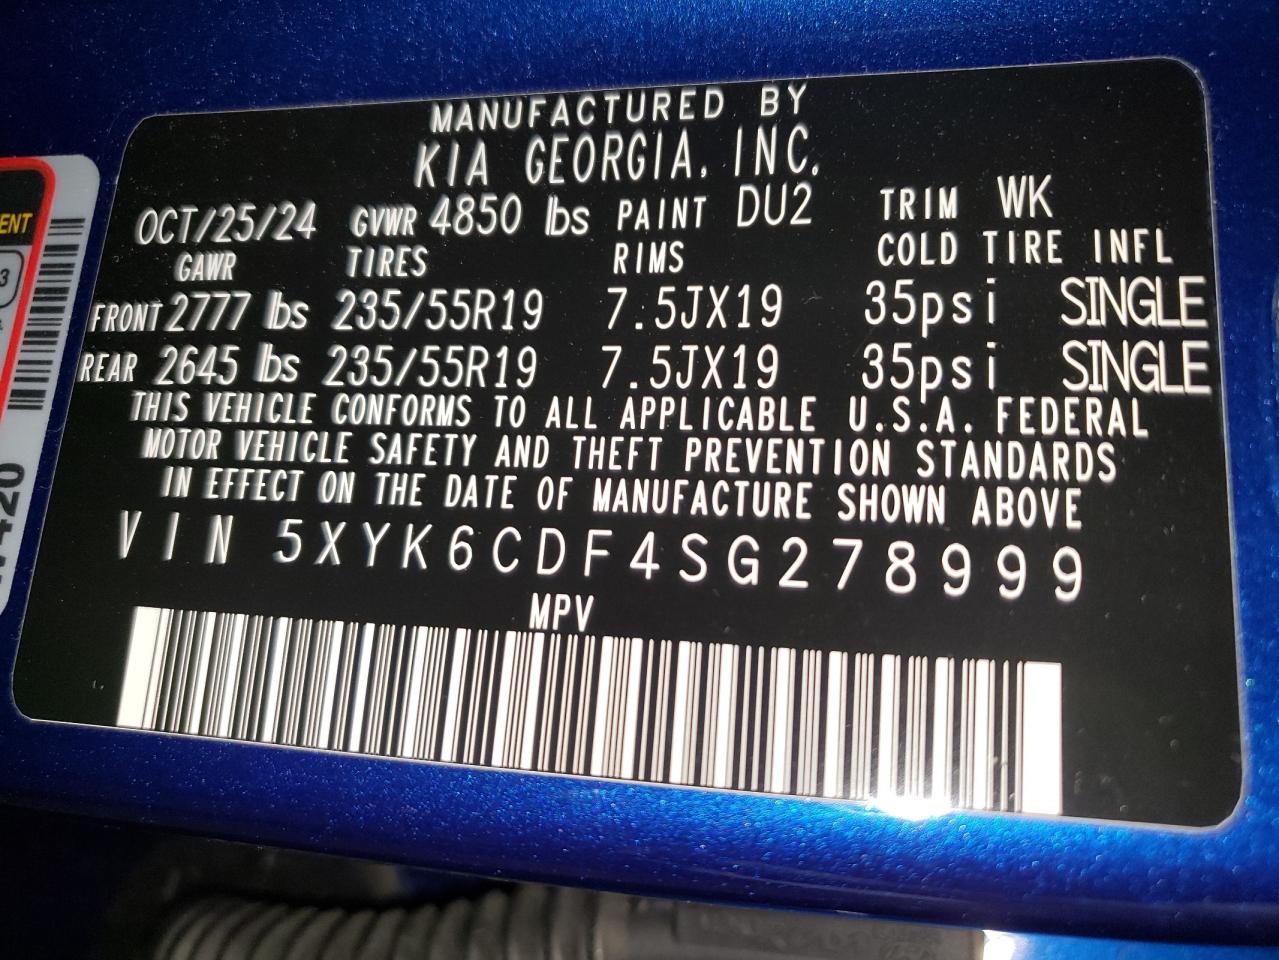 MANUFACTURED BY
KIA GEORGIA, INC.
OCT/25/24 GVWR 4850 lbs PAINT DU2 TRIM WK
GAWR TIRES RIMS COLD TIRE INFL
FRONT 2777 lbs 235/55R19 7.5JX19 35psi SINGLE
REAR 2645 lbs 235/55R19 7.5JX19 35psi SINGLE
THIS VEHICLE CONFORMS TO ALL APPLICABLE U.S.A. FEDERAL
MOTOR VEHICLE SAFETY AND THEFT PREVENTION STANDARDS
IN EFFECT ON THE DATE OF MANUFACTURE SHOWN ABOVE
VIN 5XYK6CDF4SG278999
MPV
ENT
3
420